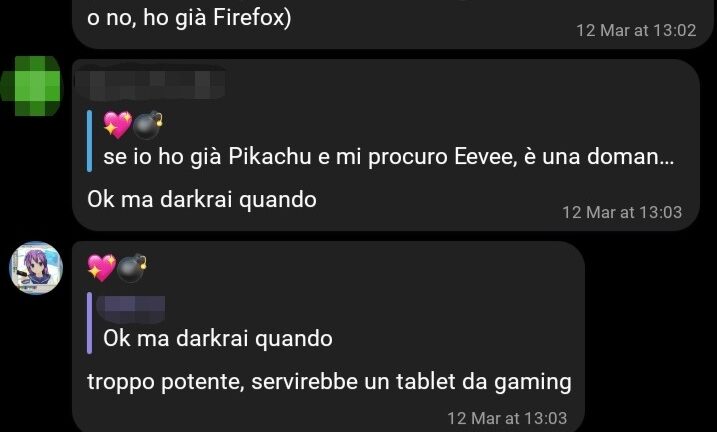 o no, ho già Firefox)
12 Mar at 13:02
💖💣
se io ho già Pikachu e mi procuro Eevee, è una doman...
Ok ma darkrai quando
12 Mar at 13:03
💖💣
Ok ma darkrai quando
troppo potente, servirebbe un tablet da gaming
12 Mar at 13:03